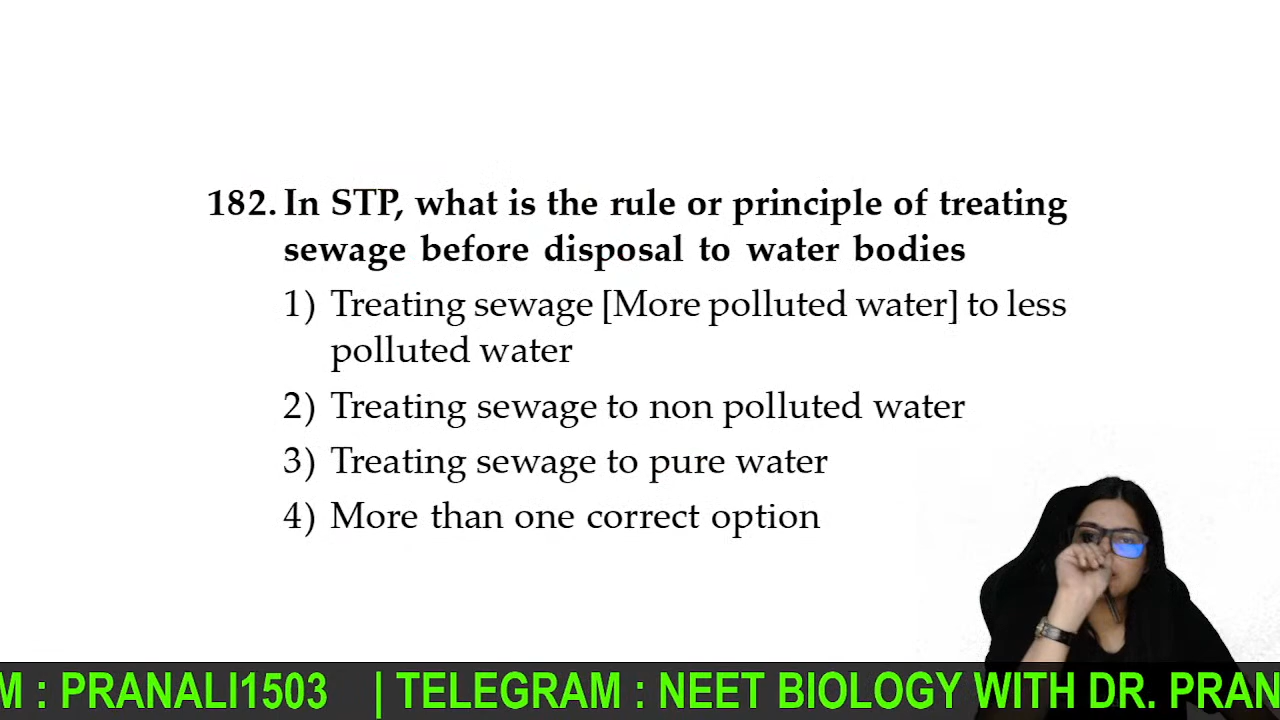 182. In STP, what is the rule or principle of treating
sewage before disposal to water bodies
1) Treating sewage [More polluted water] to less
polluted water
2) Treating sewage to non polluted water
3) Treating sewage to pure water
4) More than one correct option
M : PRANALI1503 | TELEGRAM : NEET BIOLOGY WITH DR. PRAN